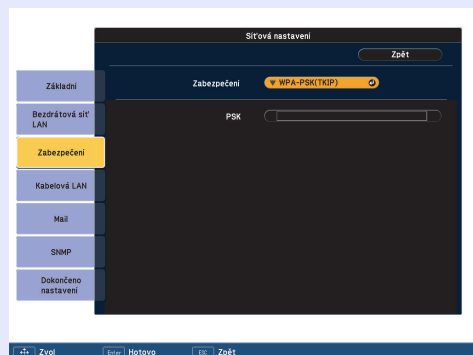 Síťová nastavení
Zpět
Základní
Zabezpečení
WPA-PSK(TKIP)
Bezdrátová síť
LAN
PSK
Zabezpečení
Kabelová LAN
Mail
SNMP
Dokončeno
nastavení
Zvol
Enter Hotovo
ESC Zpět